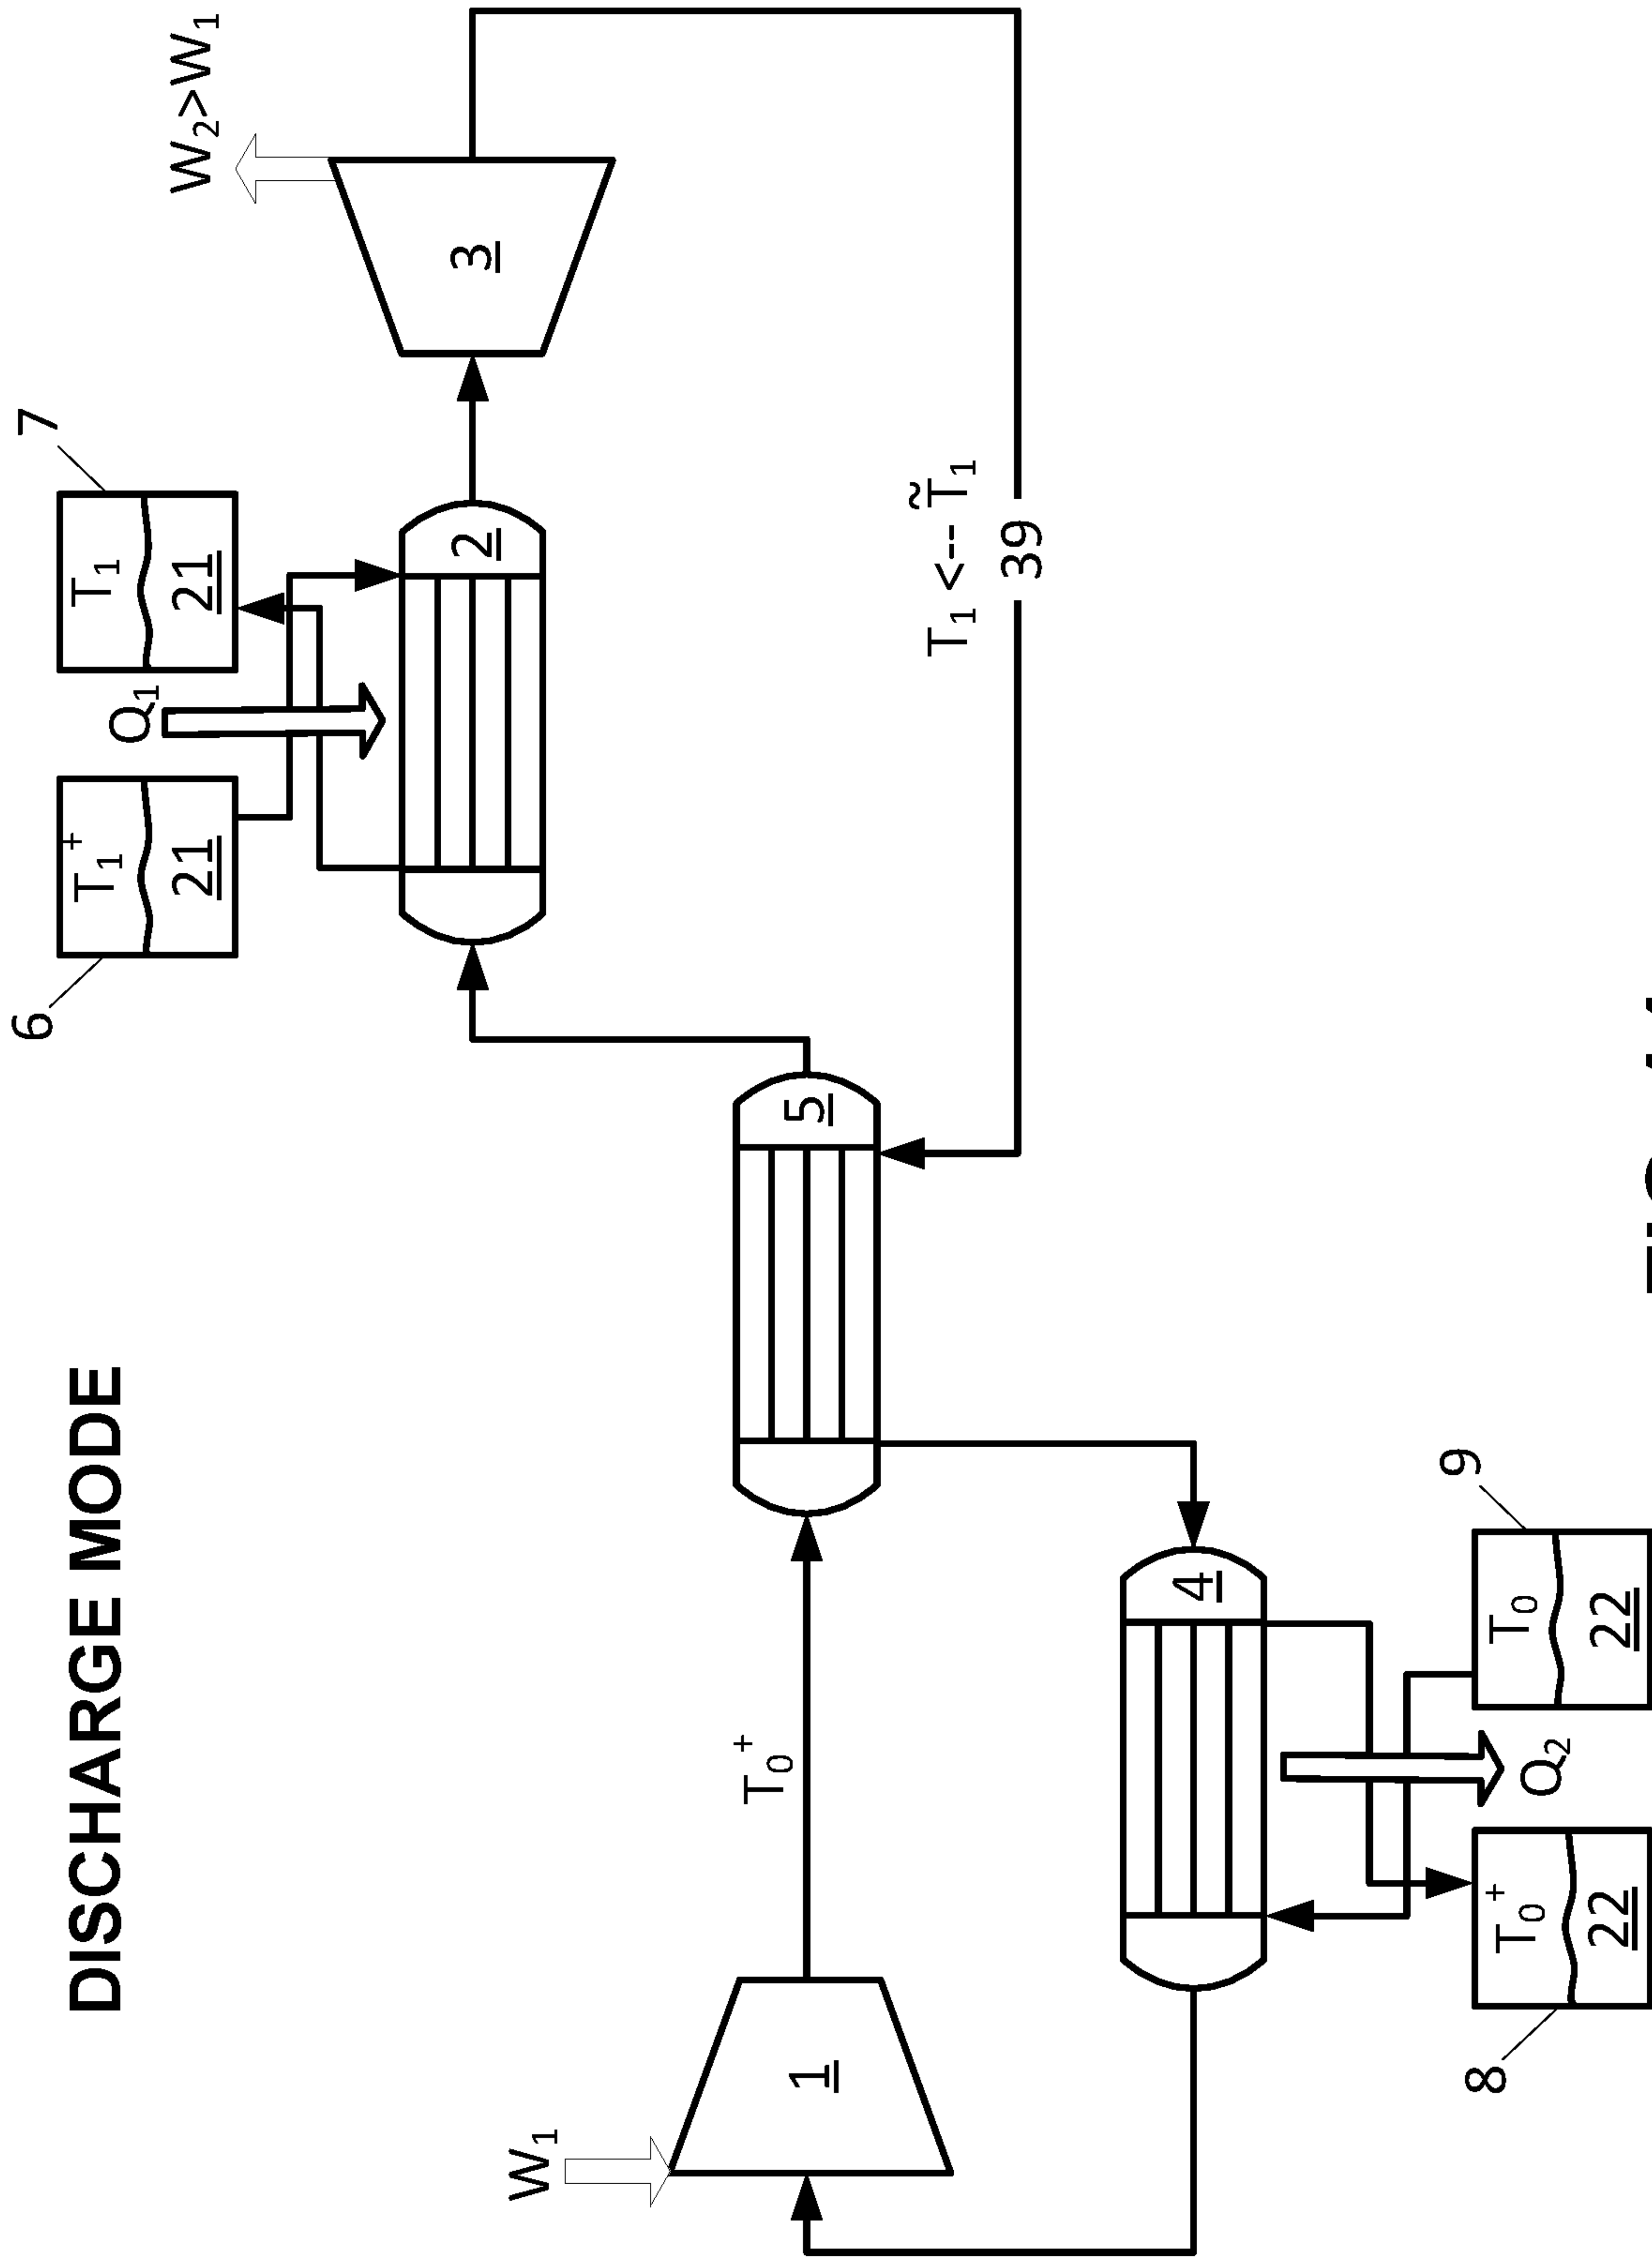 DISCHARGE MODE
6
T₁⁺
21
Q₁
7
T₁
21
W₂>W₁
2
3
W₁
1
T₀⁺
5
T₁ <-- T̃₁
39
4
8
T₀⁺
22
Q₂
9
T₀
22